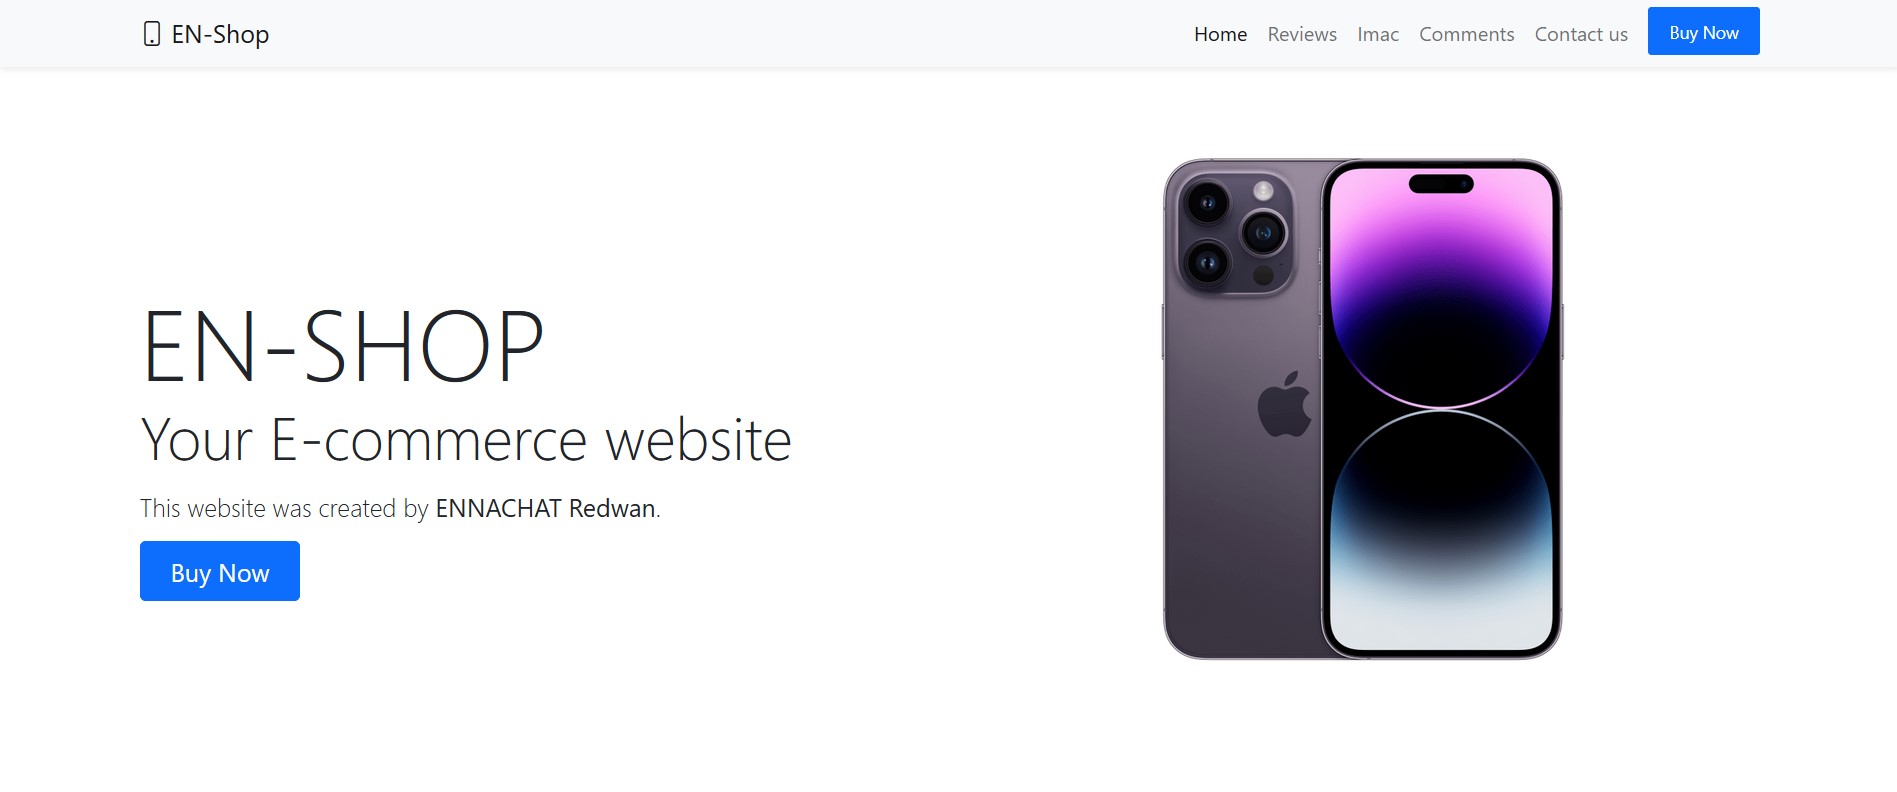 EN-Shop
Home Reviews Imac Comments Contact us Buy Now
EN-SHOP
Your E-commerce website
This website was created by ENNACHAT Redwan.
Buy Now